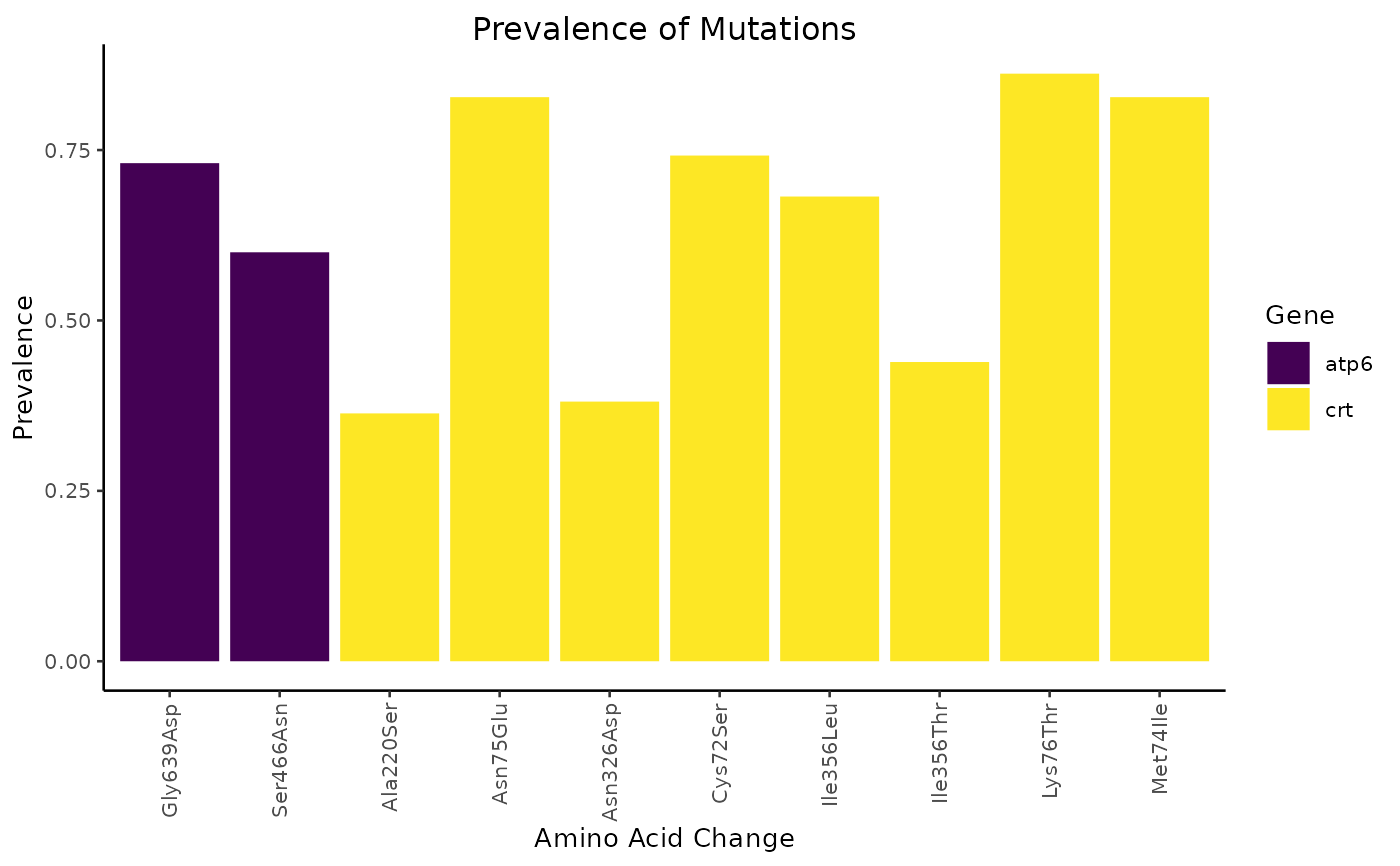 Prevalence of Mutations
Prevalence
0.75
0.50
0.25
0.00
Gly639Asp
Ser466Asn
Ala220Ser
Asn75Glu
Asn326Asp
Cys72Ser
Ile356Leu
Ile356Thr
Lys76Thr
Met74Ile
Amino Acid Change
Gene
atp6
crt